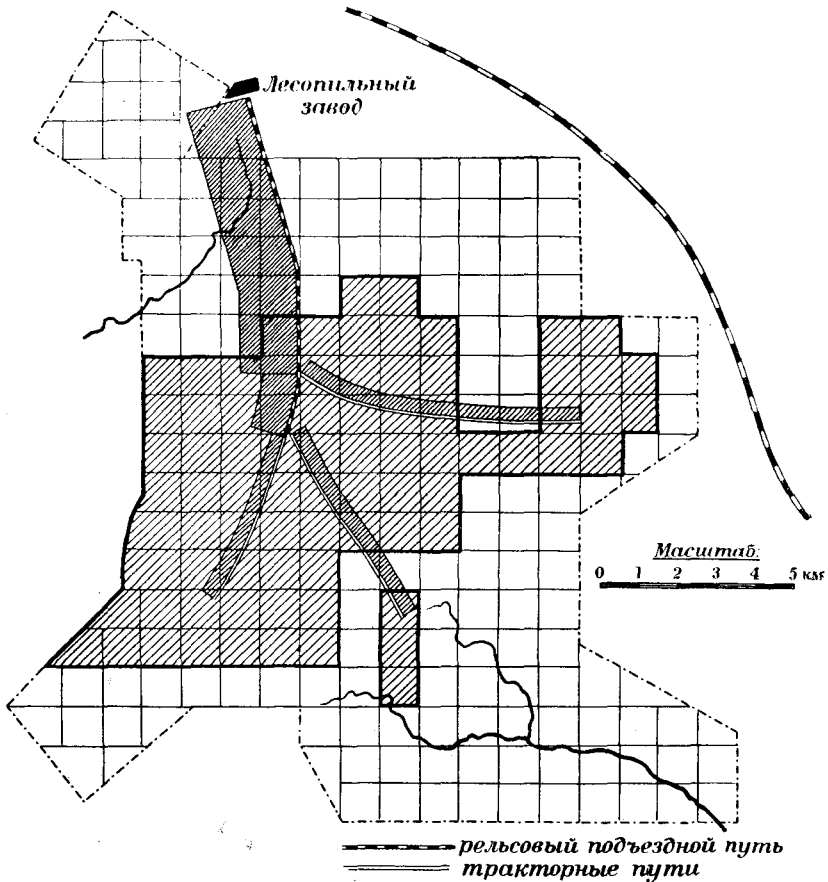 Лесопильный
завод
Масштаб:
0 1 2 3 4 5 км
рельсовый подъездной путь
тракторные пути